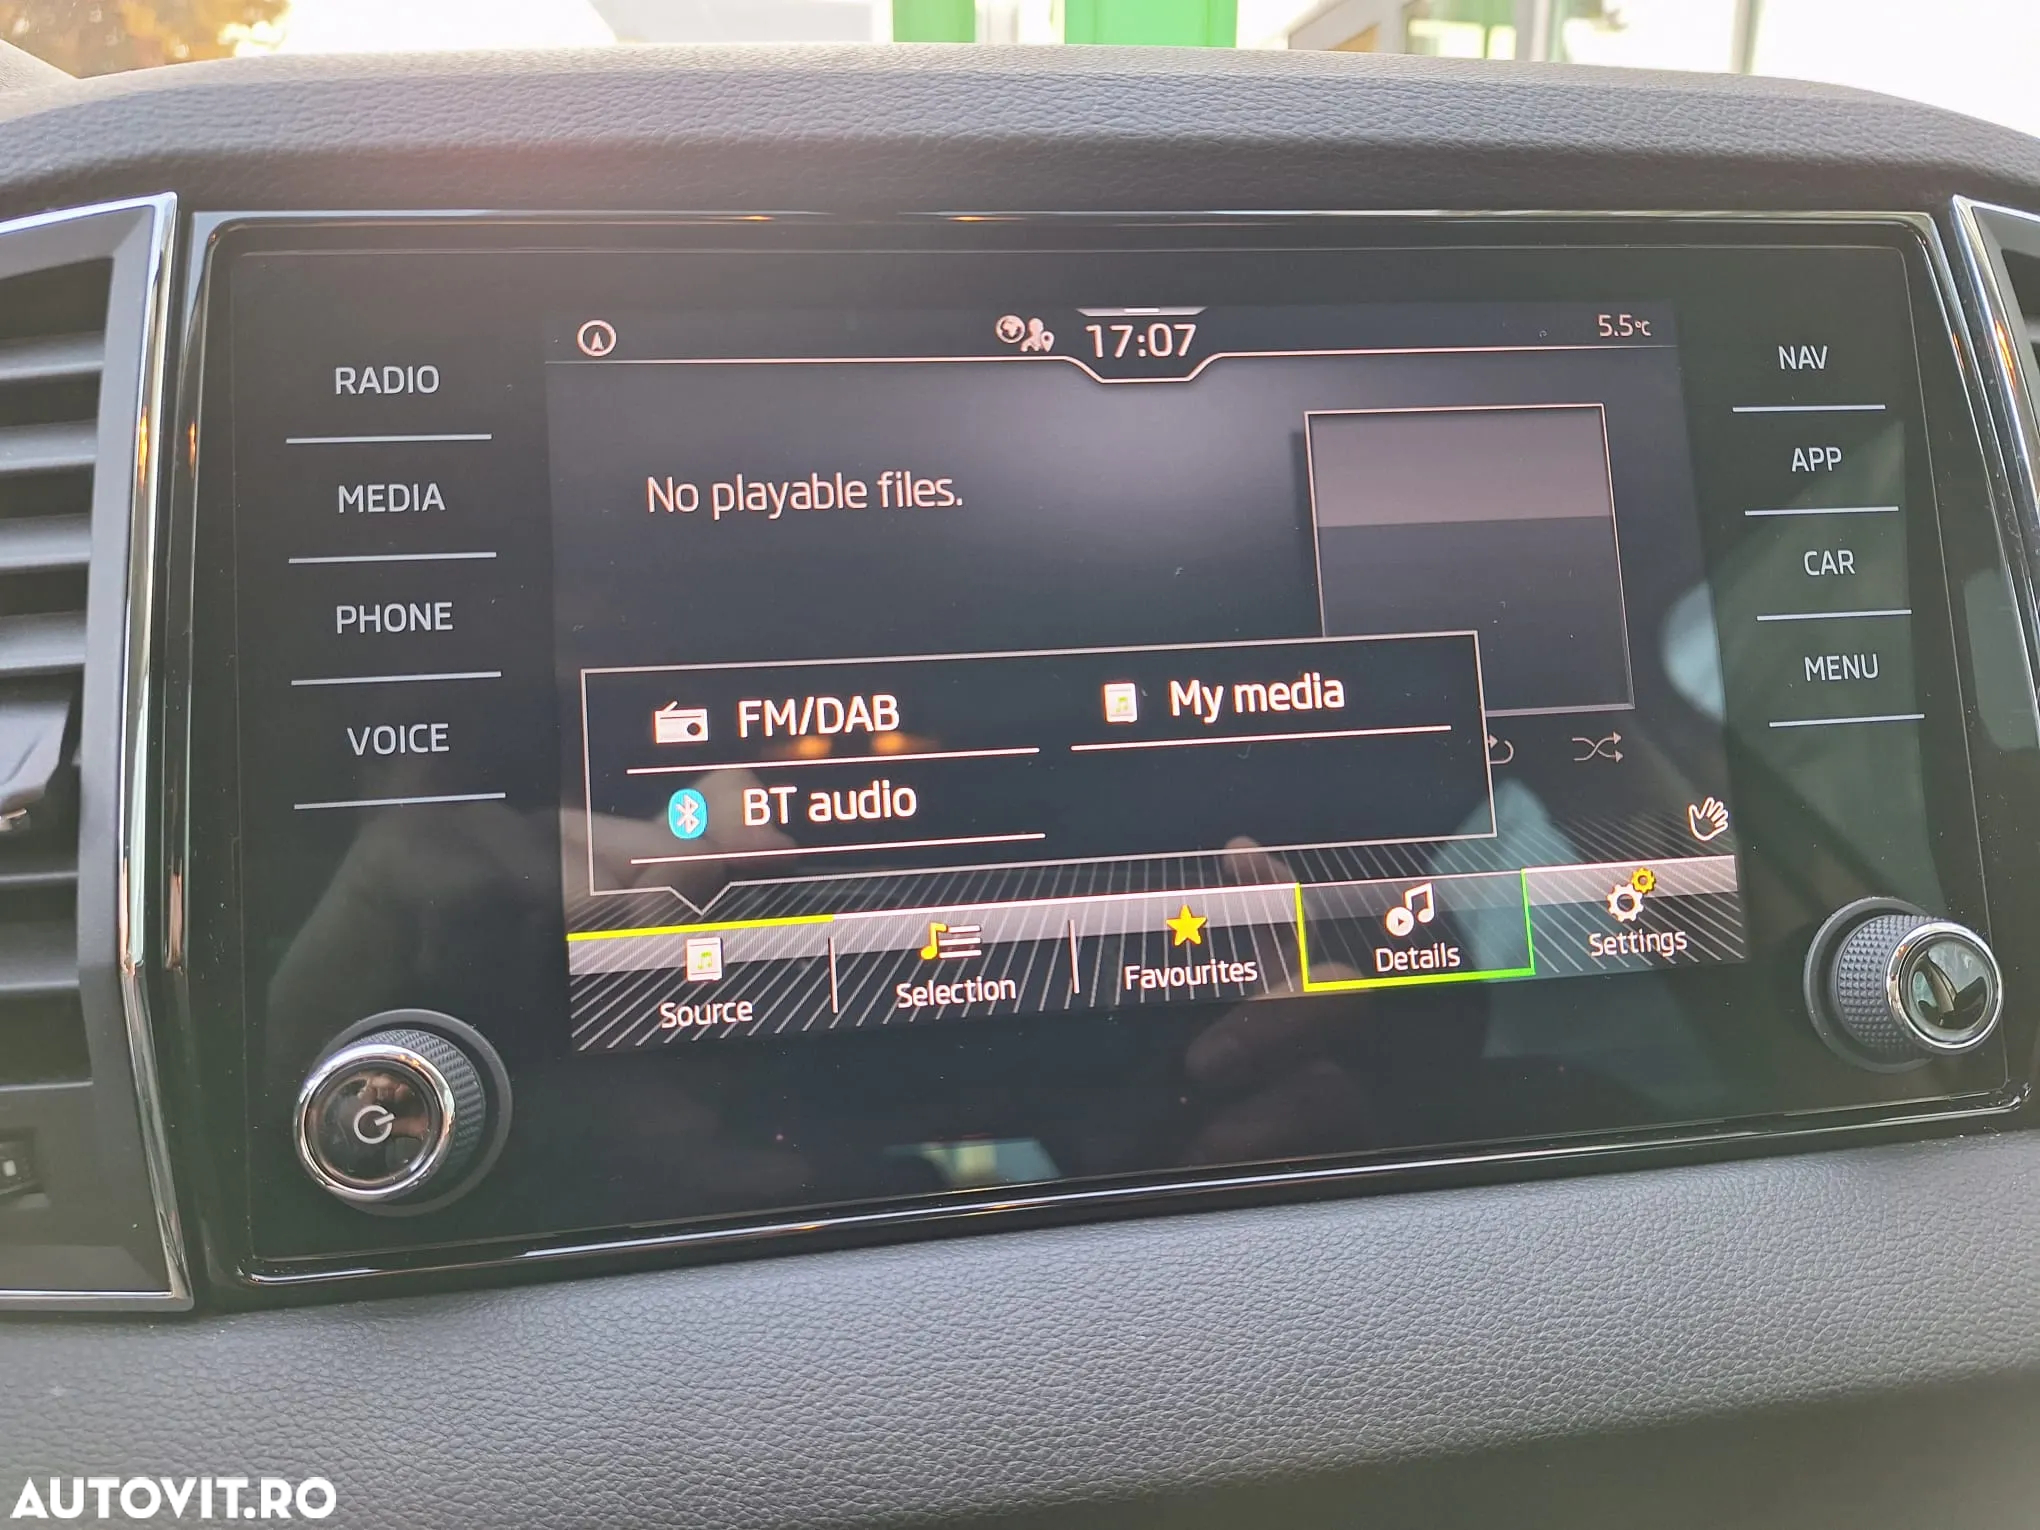 17:07
5.5°C
RADIO
MEDIA
PHONE
VOICE
NAV
APP
CAR
MENU
No playable files.
FM/DAB
My media
BT audio
Source
Selection
Favourites
Details
Settings
AUTOVIT.RO